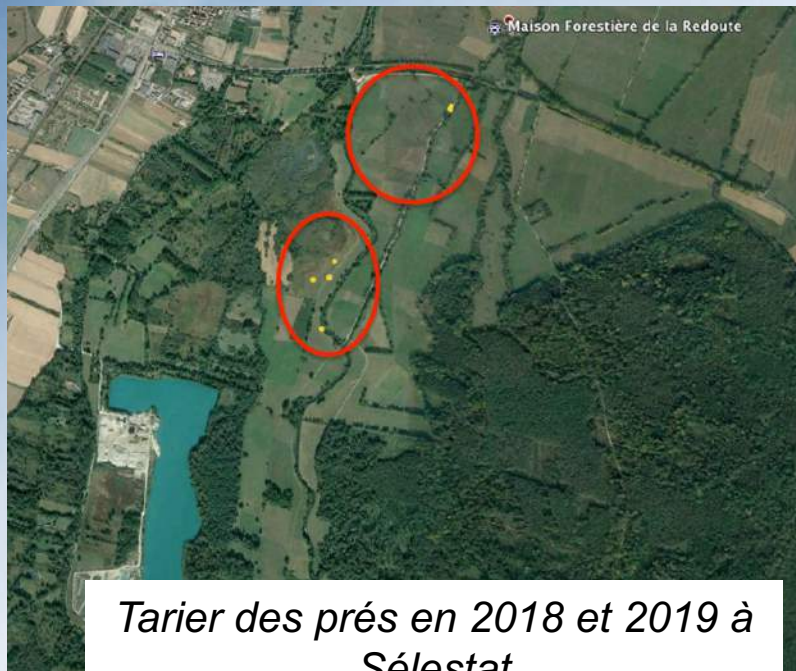 Maison Forestière de la Redoute
Tarier des prés en 2018 et 2019 à
Sélestat